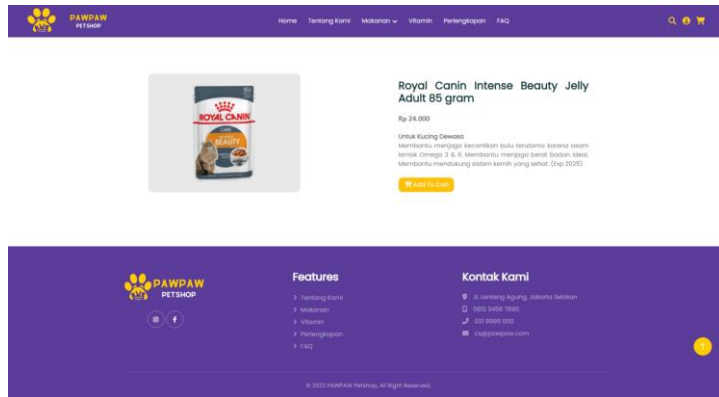 PAWPAW
PETSHOP
Home Tentang Kami Makanan Vitamin Perlengkapan FAQ
ROYAL CANIN
CARE
BEAUTY
Royal Canin Intense Beauty Jelly
Adult 85 gram
Rp 24.000
Untuk Kucing Dewasa
Membantu menjaga kecantikan bulu terutama karena asam
lemak Omega 3 & 6. Membantu menjaga berat badan ideal.
Membantu mendukung sistem kemih yang sehat. (Exp 2025)
Add To Cart
PAWPAW
PETSHOP
Features
Tentang Kami
Makanan
Vitamin
Perlengkapan
FAQ
Kontak Kami
Jl. Lenteng Agung, Jakarta Selatan
0812 3456 7890
021 8999 000
cs@pawpaw.com
© 2022 PAWPAW Petshop, All Right Reserved.